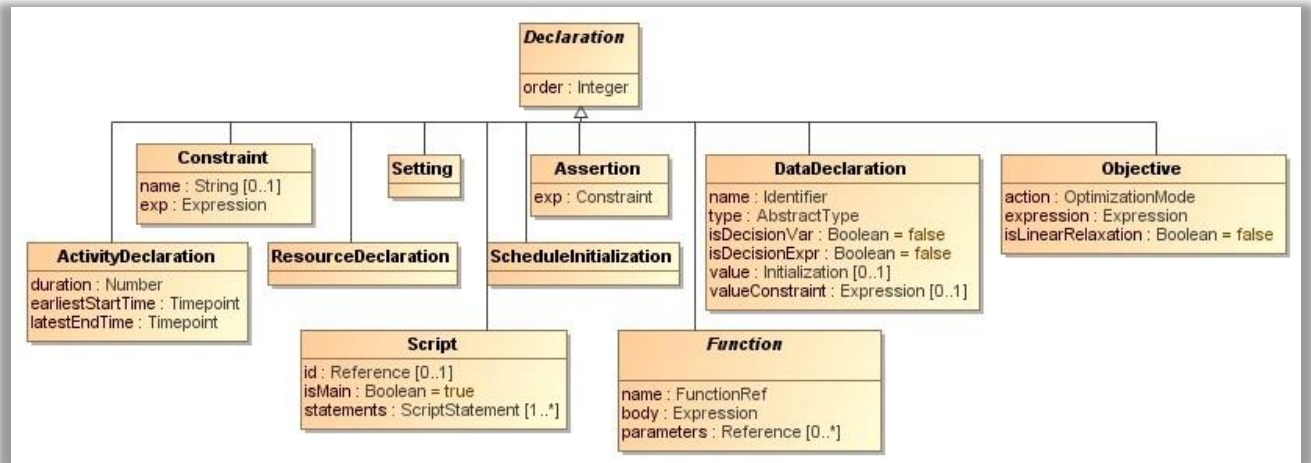 Declaration
order : Integer
Constraint
name : String [0..1]
exp : Expression
Setting
Assertion
exp : Constraint
DataDeclaration
name : Identifier
type : AbstractType
isDecisionVar : Boolean = false
isDecisionExpr : Boolean = false
value : Initialization [0..1]
valueConstraint : Expression [0..1]
Objective
action : OptimizationMode
expression : Expression
isLinearRelaxation : Boolean = false
ActivityDeclaration
duration : Number
earliestStartTime : Timepoint
latestEndTime : Timepoint
ResourceDeclaration
ScheduleInitialization
Script
id : Reference [0..1]
isMain : Boolean = true
statements : ScriptStatement [1..*]
Function
name : FunctionRef
body : Expression
parameters : Reference [0..*]